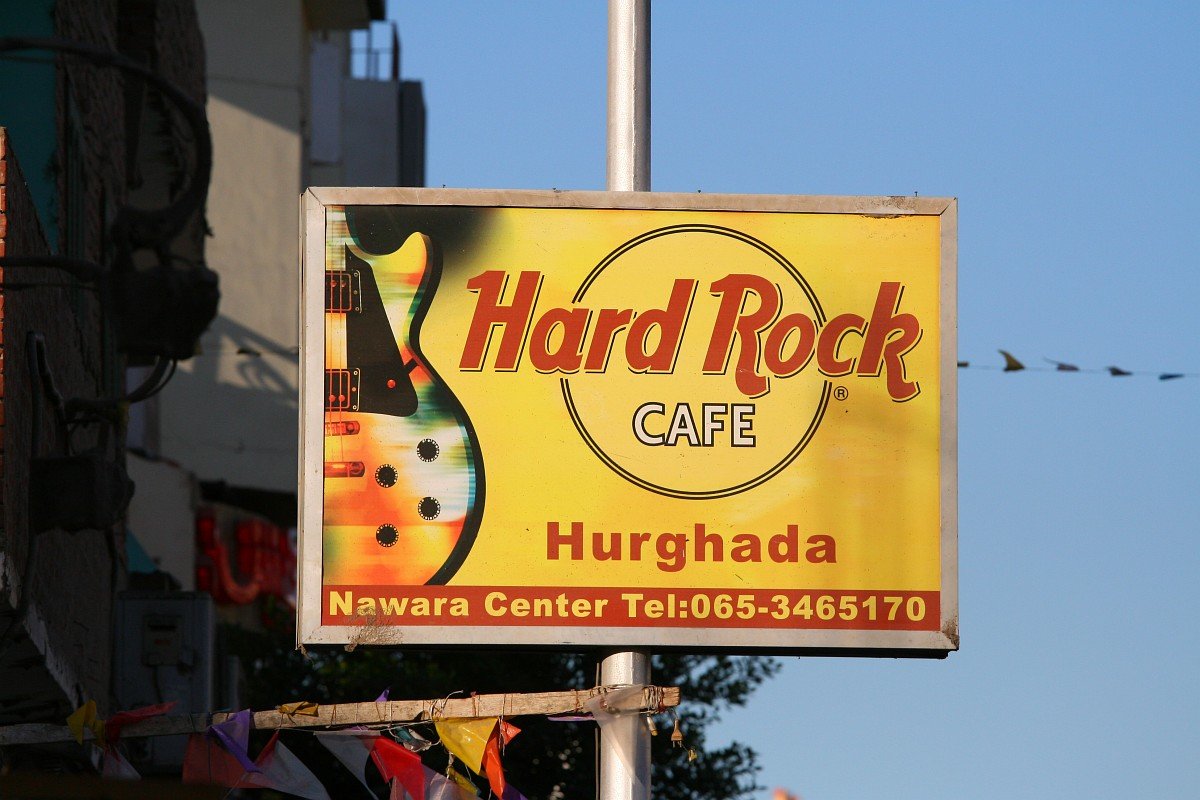 Hard Rock
CAFE
®
Hurghada
Nawara Center Tel:065-3465170